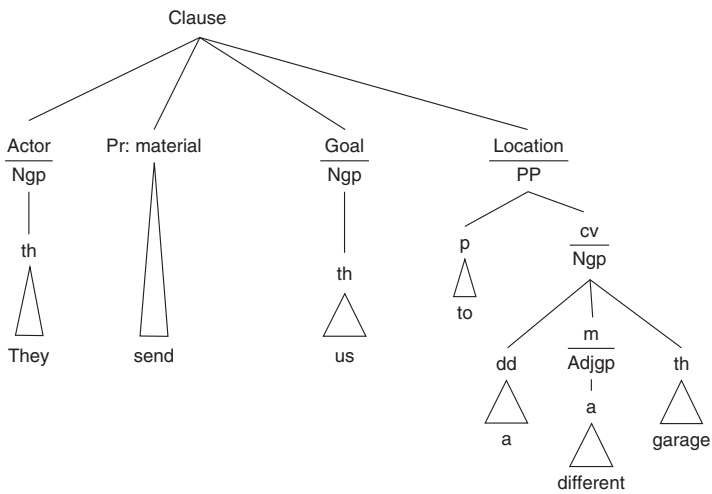 Clause
Actor Pr: material Goal Location
Ngp Ngp PP
p cv
th Ngp
th
to
m
dd Adjgp th
They send us
a
a garage
different